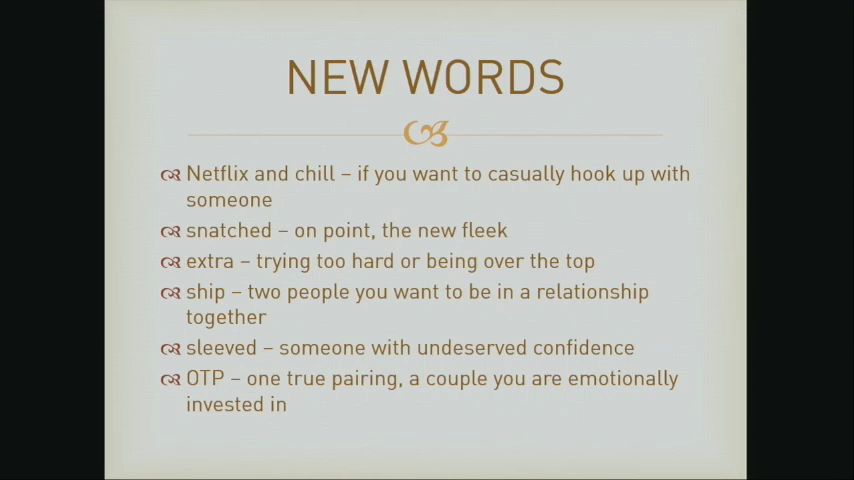 NEW WORDS
Netflix and chill – if you want to casually hook up with
someone
snatched – on point, the new fleek
extra – trying too hard or being over the top
ship – two people you want to be in a relationship
together
sleeved – someone with undeserved confidence
OTP – one true pairing, a couple you are emotionally
invested in